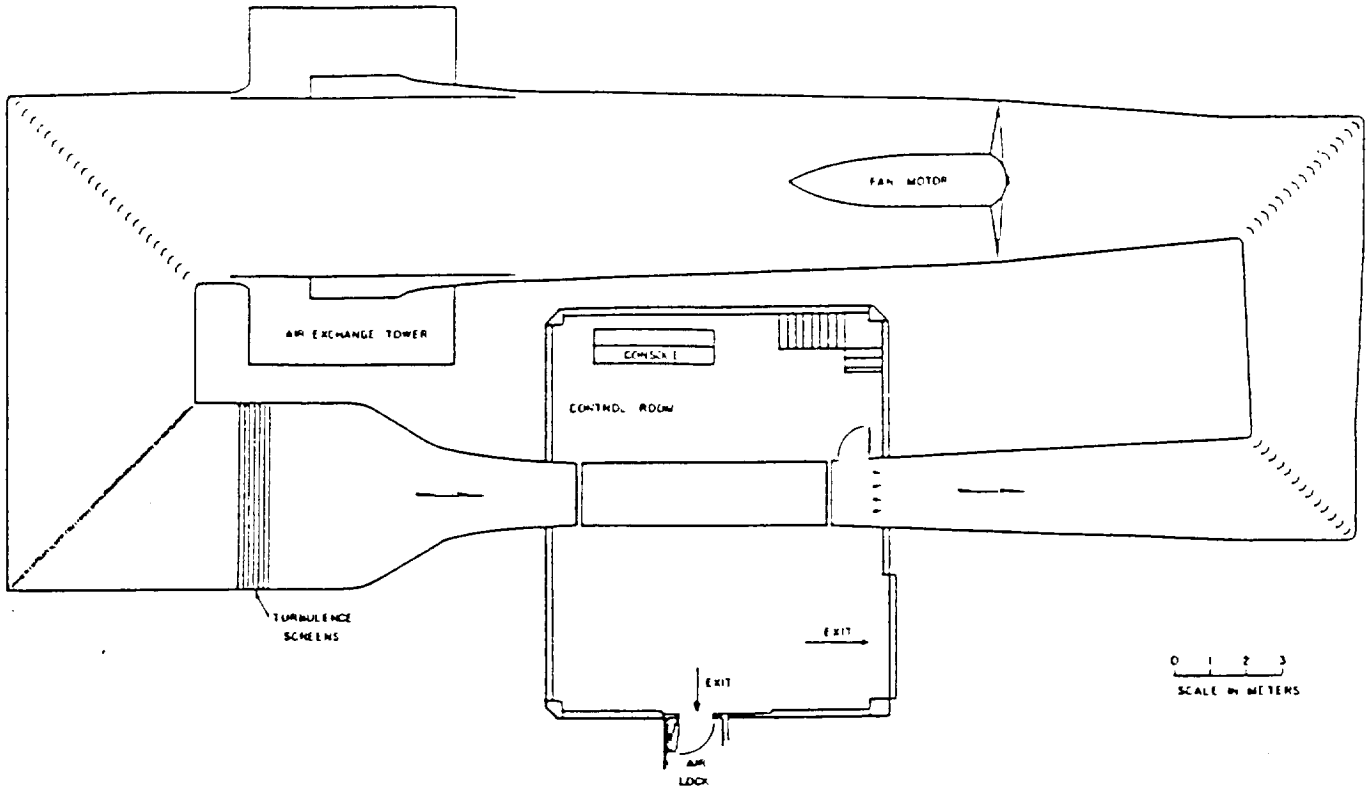 FAN MOTOR
AIR EXCHANGE TOWER
CONSOLE
CONTROL ROOM
TURBULENCE
SCREENS
EXIT
EXIT
0 1 2 3
SCALE IN METERS
AIR
LOCK